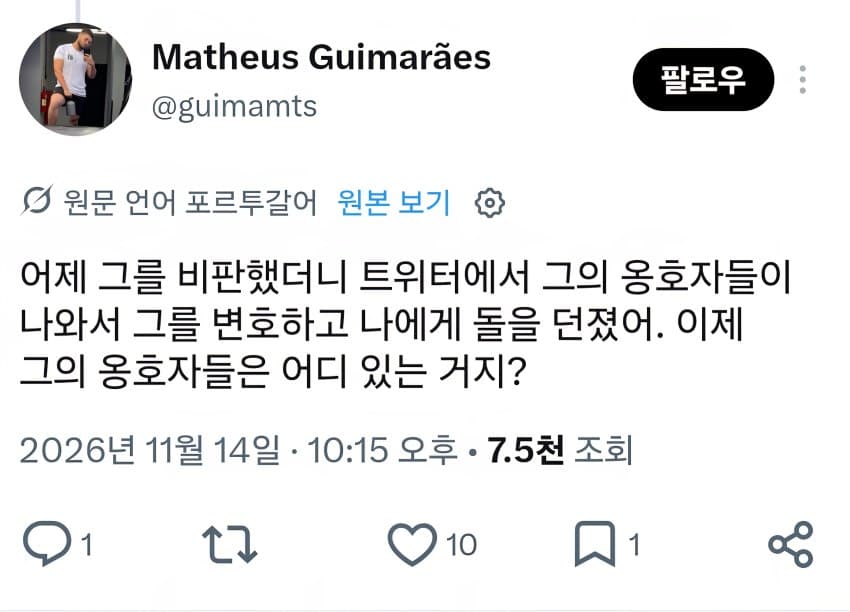 Matheus Guimarães
@guimamts
팔로우
원문 언어 포르투갈어 원본 보기
어제 그를 비판했더니 트위터에서 그의 옹호자들이
나와서 그를 변호하고 나에게 돌을 던졌어. 이제
그의 옹호자들은 어디 있는 거지?
2026년 11월 14일 · 10:15 오후 • 7.5천 조회
1 10 1